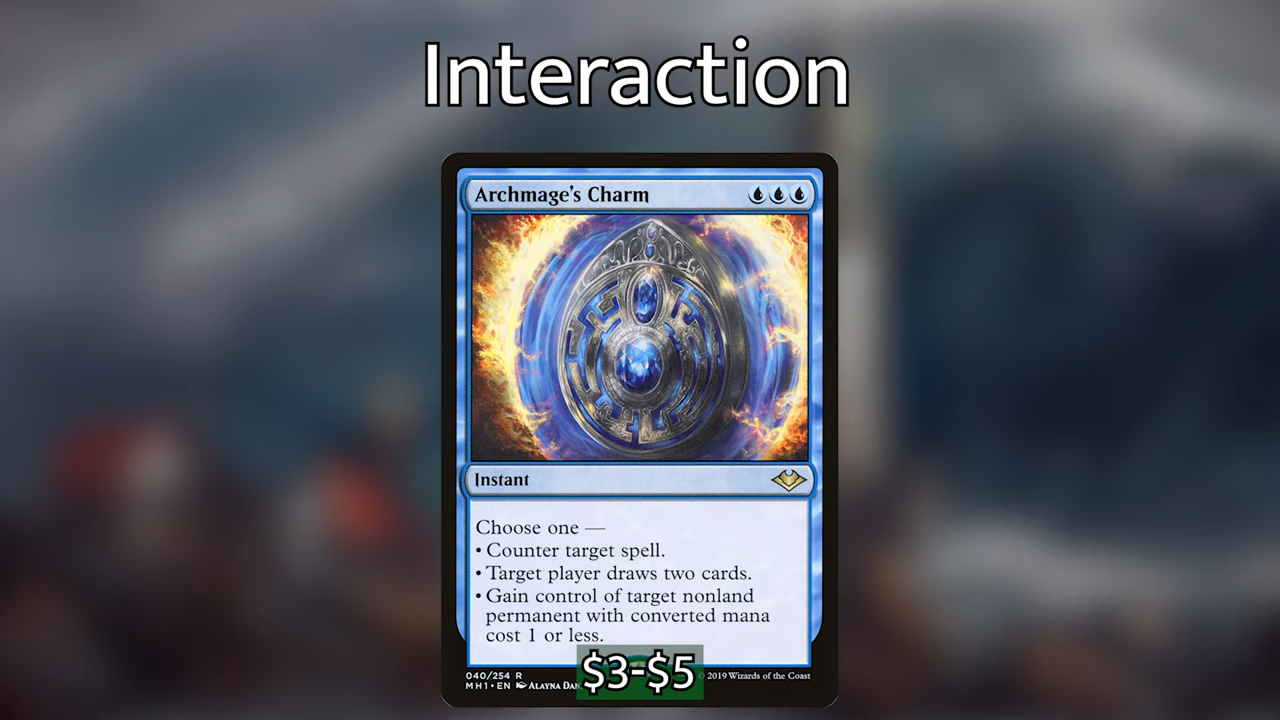 Interaction
Archmage's Charm
Instant
Choose one —
• Counter target spell.
• Target player draws two cards.
• Gain control of target nonland
permanent with converted mana
cost 1 or less.
$3-$5
040/254 R
MH1 • EN ALAYNA
2019 Wizards of the Coast